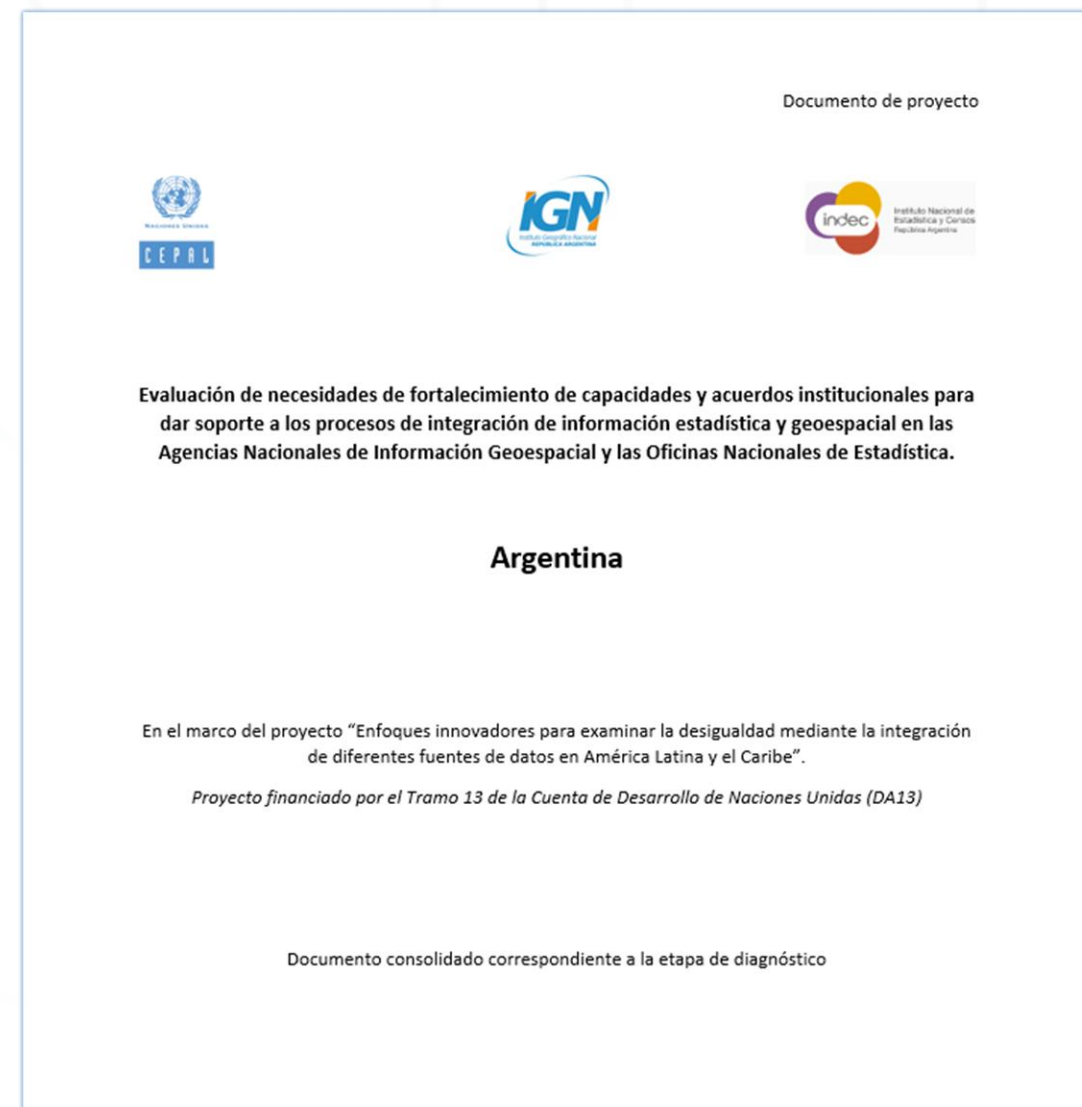 Documento de proyecto
NACIONES UNIDAS
CEPAL
IGN
Instituto Geográfico Nacional
REPÚBLICA ARGENTINA
indec
Instituto Nacional de
Estadística y Censos
República Argentina
Evaluación de necesidades de fortalecimiento de capacidades y acuerdos institucionales para
dar soporte a los procesos de integración de información estadística y geoespacial en las
Agencias Nacionales de Información Geoespacial y las Oficinas Nacionales de Estadística.
Argentina
En el marco del proyecto “Enfoques innovadores para examinar la desigualdad mediante la integración
de diferentes fuentes de datos en América Latina y el Caribe”.
Proyecto financiado por el Tramo 13 de la Cuenta de Desarrollo de Naciones Unidas (DA13)
Documento consolidado correspondiente a la etapa de diagnóstico